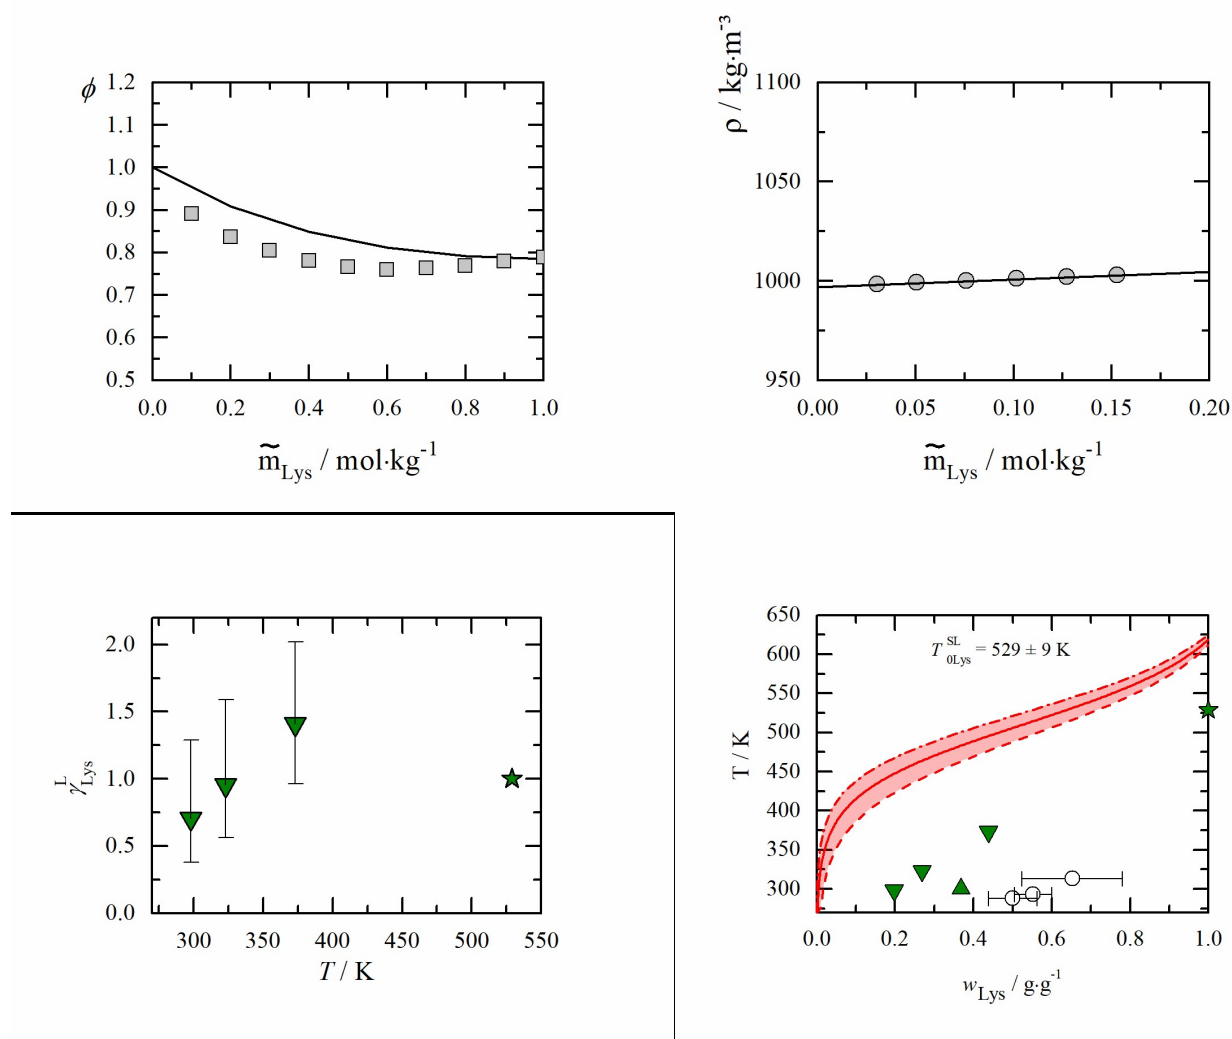 ϕ
1.2
1.1
1.0
0.9
0.8
0.7
0.6
0.5
0.0 0.2 0.4 0.6 0.8 1.0
m̃Lys / mol·kg-1
ρ / kg·m-3
1100
1050
1000
950
0.00 0.05 0.10 0.15 0.20
m̃Lys / mol·kg-1
γLLys
2.0
1.5
1.0
0.5
0.0
300 350 400 450 500 550
T / K
T / K
650
600
550
500
450
400
350
300
TSL0Lys = 529 ± 9 K
0.0 0.2 0.4 0.6 0.8 1.0
wLys / g·g-1